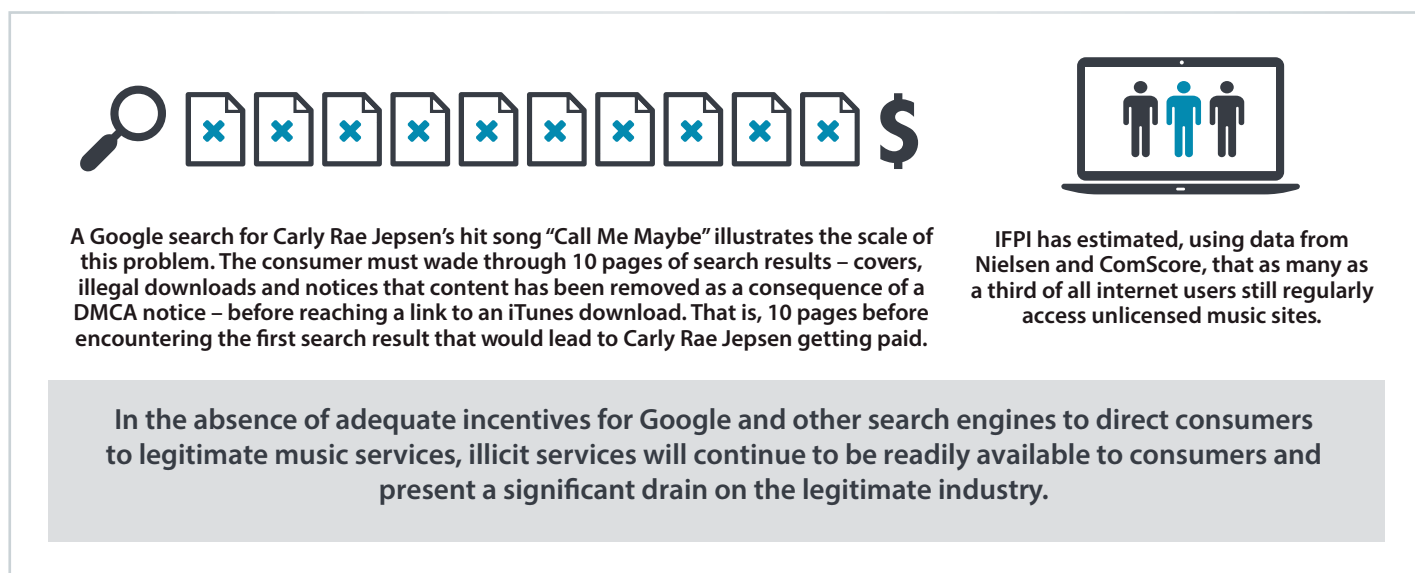 $
A Google search for Carly Rae Jepsen’s hit song “Call Me Maybe” illustrates the scale of
this problem. The consumer must wade through 10 pages of search results – covers,
illegal downloads and notices that content has been removed as a consequence of a
DMCA notice – before reaching a link to an iTunes download. That is, 10 pages before
encountering the first search result that would lead to Carly Rae Jepsen getting paid.
IFPI has estimated, using data from
Nielsen and ComScore, that as many as
a third of all internet users still regularly
access unlicensed music sites.
In the absence of adequate incentives for Google and other search engines to direct consumers
to legitimate music services, illicit services will continue to be readily available to consumers and
present a significant drain on the legitimate industry.